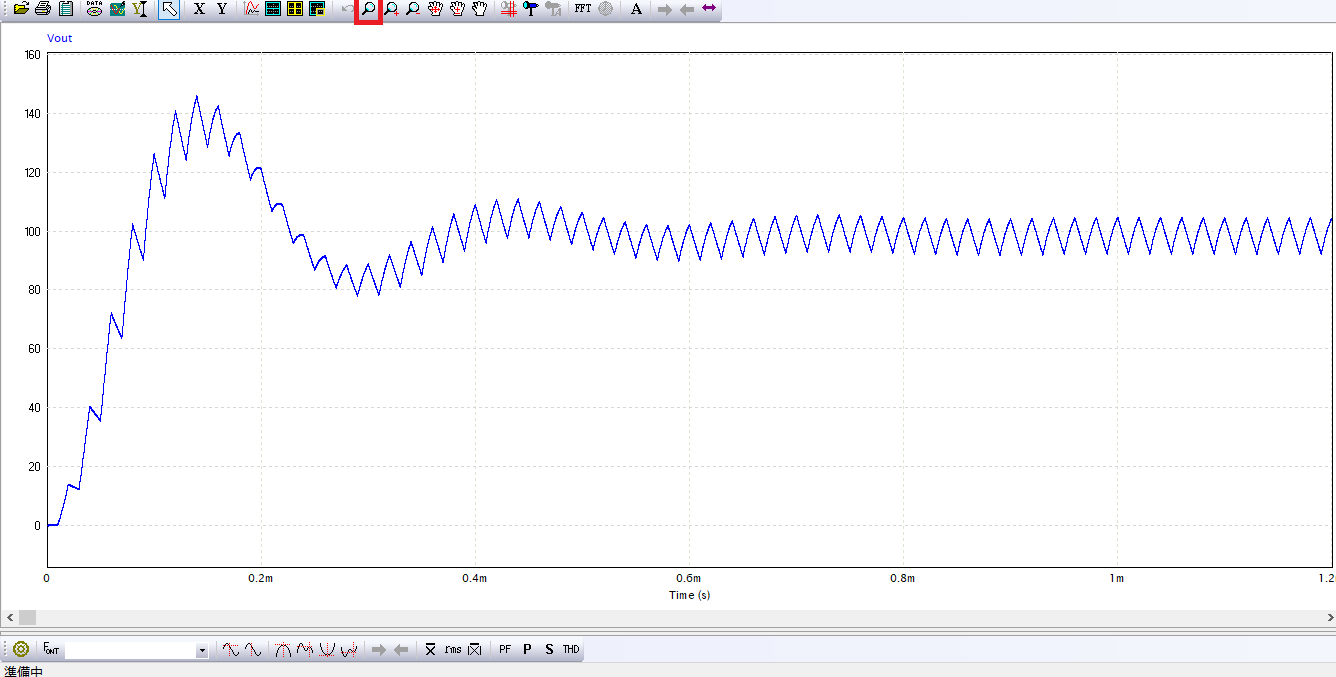 DATA Y X Y FFT A
Vout
160
140
120
100
80
60
40
20
0
0 0.2m 0.4m 0.6m 0.8m 1m 1.2
Time (s)
FONT X rms X PF P S THD
準備中